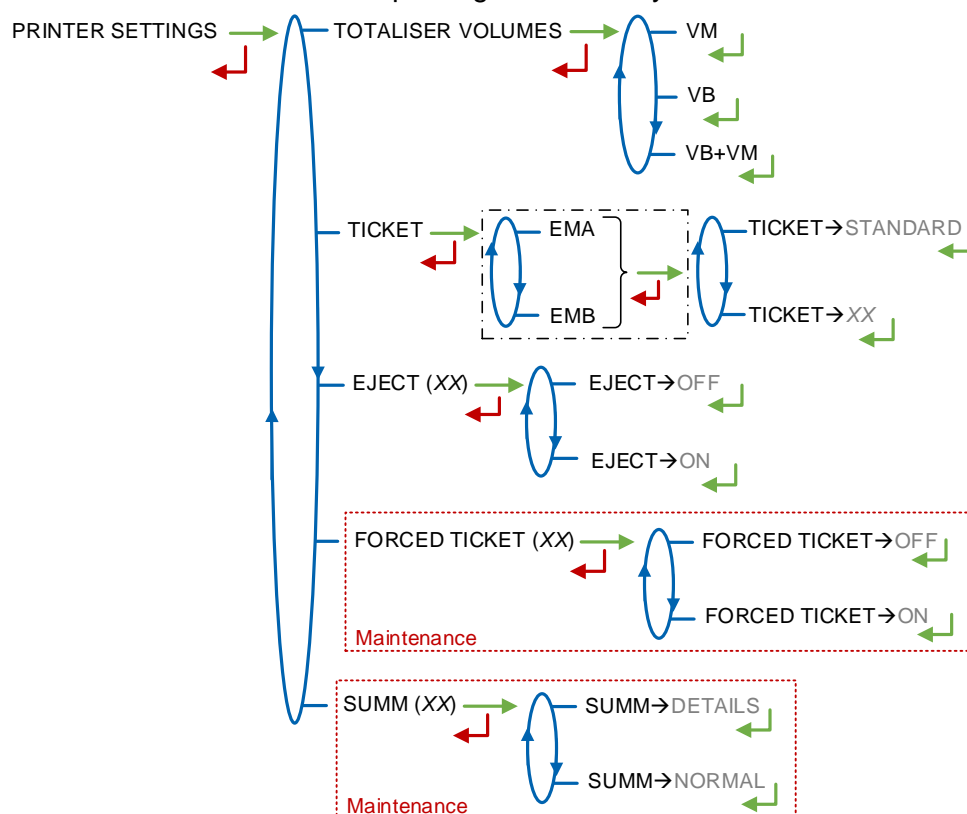 PRINTER SETTINGS
TOTALISER VOLUMES
VM
VB
VB+VM
TICKET
EMA
EMB
TICKET→STANDARD
TICKET→XX
EJECT (XX)
EJECT→OFF
EJECT→ON
FORCED TICKET (XX)
FORCED TICKET→OFF
FORCED TICKET→ON
Maintenance
SUMM (XX)
SUMM→DETAILS
SUMM→NORMAL
Maintenance